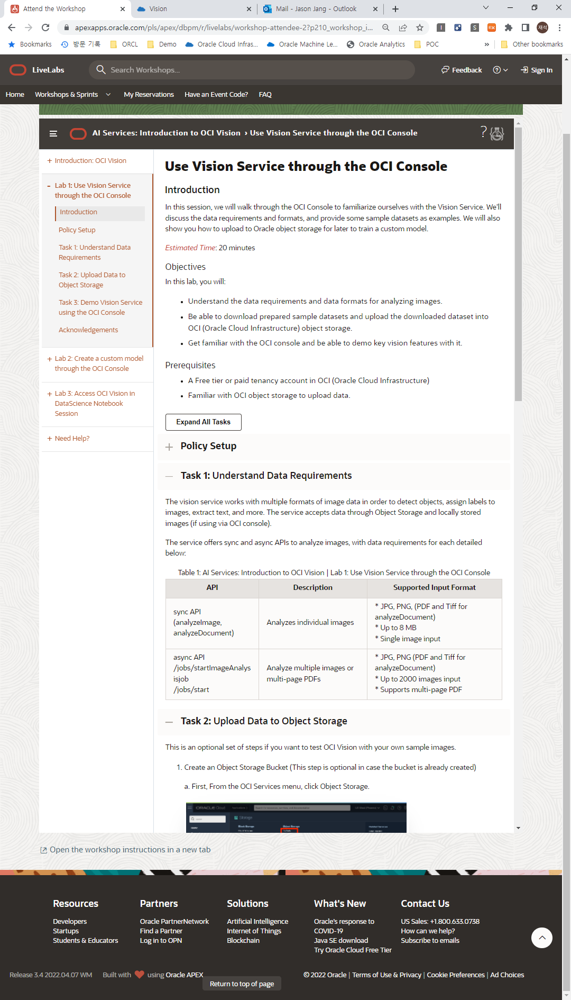 Attend the Workshop
Vision
Mail - Jason Jang - Outlook
apexapps.oracle.com/pls/apex/dbpm/r/livelabs/workshop-attendee-2?p210_workshop_i...
재석
Bookmarks
방문 기록
ORCL
Demo
Oracle Cloud Infras...
Oracle Machine Le...
Oracle Analytics
POC
»
Other bookmarks
LiveLabs
Search Workshops...
Feedback
Sign In
Home
Workshops & Sprints
My Reservations
Have an Event Code?
FAQ
AI Services: Introduction to OCI Vision › Use Vision Service through the OCI Console
?
+ Introduction: OCI Vision
- Lab 1: Use Vision Service
through the OCI Console
Introduction
Policy Setup
Task 1: Understand Data
Requirements
Task 2: Upload Data to
Object Storage
Task 3: Demo Vision Service
using the OCI Console
Acknowledgements
+ Lab 2: Create a custom model
through the OCI Console
+ Lab 3: Access OCI Vision in
DataScience Notebook
Session
+ Need Help?
Use Vision Service through the OCI Console
Introduction
In this session, we will walk through the OCI Console to familiarize ourselves with the Vision Service. We'll
discuss the data requirements and formats, and provide some sample datasets as examples. We will also
show you how to upload to Oracle object storage for later to train a custom model.
Estimated Time: 20 minutes
Objectives
In this lab, you will:
• Understand the data requirements and data formats for analyzing images.
• Be able to download prepared sample datasets and upload the downloaded dataset into
OCI (Oracle Cloud Infrastructure) object storage.
• Get familiar with the OCI console and be able to demo key vision features with it.
Prerequisites
• A Free tier or paid tenancy account in OCI (Oracle Cloud Infrastructure)
• Familiar with OCI object storage to upload data.
Expand All Tasks
+ Policy Setup
— Task 1: Understand Data Requirements
The vision service works with multiple formats of image data in order to detect objects, assign labels to
images, extract text, and more. The service accepts data through Object Storage and locally stored
images (if using via OCI console).
The service offers sync and async APIs to analyze images, with data requirements for each detailed
below:
Table 1: AI Services: Introduction to OCI Vision | Lab 1: Use Vision Service through the OCI Console
API
Description
Supported Input Format
sync API
(analyzeImage,
analyzeDocument)
Analyzes individual images
* JPG, PNG, (PDF and Tiff for
analyzeDocument)
* Up to 8 MB
* Single image input
async API
/jobs/startImageAnalys
isjob
/jobs/start
Analyze multiple images or
multi-page PDFs
* JPG, PNG (PDF and Tiff for
analyzeDocument)
* Up to 2000 images input
* Supports multi-page PDF
— Task 2: Upload Data to Object Storage
This is an optional set of steps if you want to test OCI Vision with your own sample images.
1. Create an Object Storage Bucket (This step is optional in case the bucket is already created)
a. First, From the OCI Services menu, click Object Storage.
ORACLE Cloud
Storage
Block Storage
Object Storage
Open the workshop instructions in a new tab
Resources
Developers
Startups
Students & Educators
Partners
Oracle PartnerNetwork
Find a Partner
Log in to OPN
Solutions
Artificial Intelligence
Internet of Things
Blockchain
What's New
Oracle's response to
COVID-19
Java SE download
Try Oracle Cloud Free Tier
Contact Us
US Sales: +1.800.633.0738
How can we help?
Subscribe to emails
Release 3.4 2022.04.07 WM
Built with ♥ using Oracle APEX
Return to top of page
© 2022 Oracle | Terms of Use & Privacy | Cookie Preferences | Ad Choices